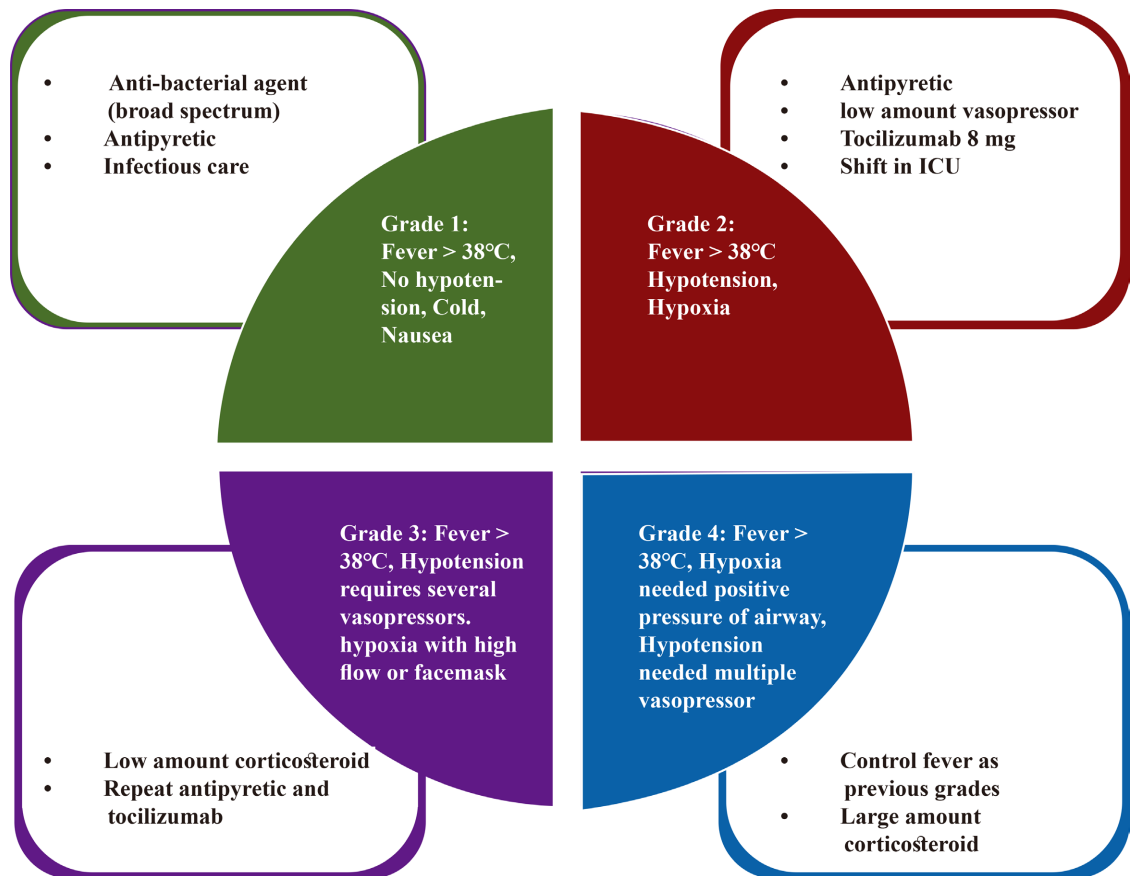 • Anti-bacterial agent
(broad spectrum)
• Antipyretic
• Infectious care
• Antipyretic
• low amount vasopressor
• Tocilizumab 8 mg
• Shift in ICU
Grade 1:
Fever > 38℃,
No hypoten-
sion, Cold,
Nausea
Grade 2:
Fever > 38℃
Hypotension,
Hypoxia
Grade 3: Fever >
38℃, Hypotension
requires several
vasopressors.
hypoxia with high
flow or facemask
Grade 4: Fever >
38℃, Hypoxia
needed positive
pressure of airway,
Hypotension
needed multiple
vasopressor
• Low amount corticosteroid
• Repeat antipyretic and
tocilizumab
• Control fever as
previous grades
• Large amount
corticosteroid